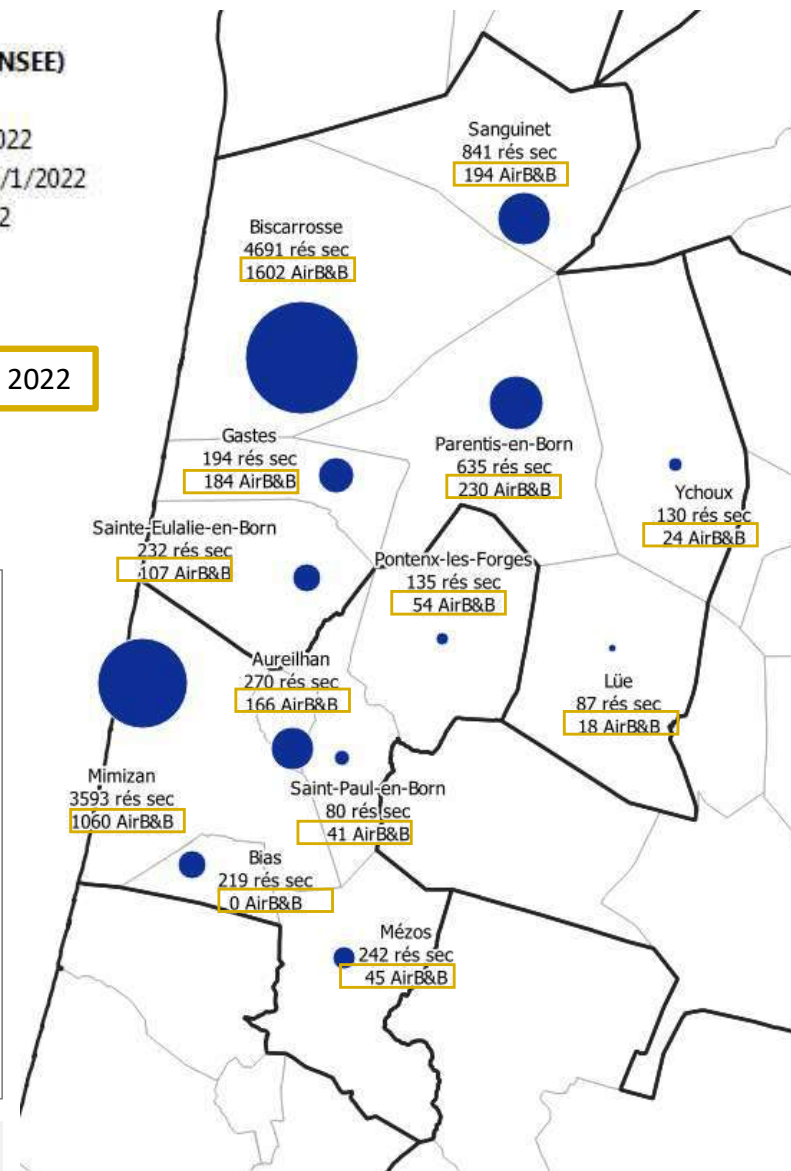 NSEE)
022
/1/2022
2
2022
Sanguinet
841 rés sec
194 AirB&B
Biscarrosse
4691 rés sec
1602 AirB&B
Gastes
194 rés sec
184 AirB&B
Parentis-en-Born
635 rés sec
230 AirB&B
Ychoux
130 rés sec
24 AirB&B
Sainte-Eulalie-en-Born
232 rés sec
107 AirB&B
Pontenx-les-Forges
135 rés sec
54 AirB&B
Aureilhan
270 rés sec
166 AirB&B
Lüe
87 rés sec
18 AirB&B
Mimizan
3593 rés sec
1060 AirB&B
Saint-Paul-en-Born
80 rés sec
41 AirB&B
Bias
219 rés sec
0 AirB&B
Mézos
242 rés sec
45 AirB&B